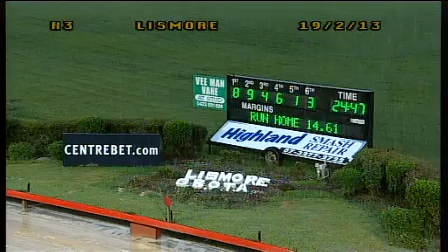 R3 LISMORE 19/2/13
VEE MAN
VANE
1ST 2ND 3RD 4TH 5TH 6TH
8 9 4 6 1 3
TIME
24:47
MARGINS
RUN HOME 14.61
Highland SMASH
REPAIR
CENTREBET.com
LISMORE
OBOTA